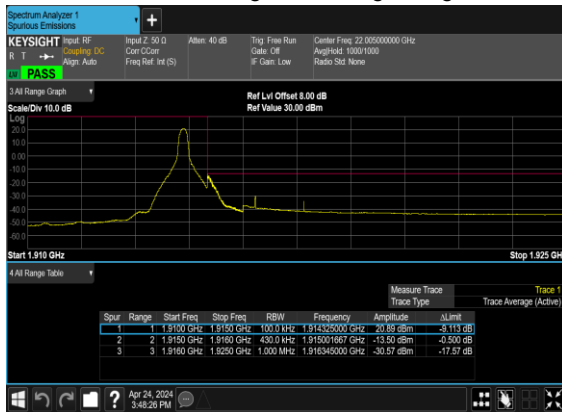 Spectrum Analyzer 1
Spurious Emissions
KEYSIGHT Input: RF Input Z: 50 Ω Atten: 40 dB Trig: Free Run Center Freq: 22.005000000 GHz
R T Coupling: DC Corr CCorr Gate: Off Avg|Hold: 1000/1000
Align: Auto Freq Ref: Int (S) IF Gain: Low Radio Std: None
PASS
3 All Range Graph
Ref Lvl Offset 8.00 dB
Scale/Div 10.0 dB Ref Value 30.00 dBm
Log
20.0
10.0
0.00
-10.0
-20.0
-30.0
-40.0
-50.0
-60.0
Start 1.910 GHz Stop 1.925 GH
4 All Range Table
Measure Trace Trace 1
Trace Type Trace Average (Active)
Spur Range Start Freq Stop Freq RBW Frequency Amplitude ΔLimit
1 1 1.9100 GHz 1.9150 GHz 100.0 kHz 1.914325000 GHz 20.89 dBm -9.113 dB
2 2 1.9150 GHz 1.9160 GHz 430.0 kHz 1.915001667 GHz -13.50 dBm -0.500 dB
3 3 1.9160 GHz 1.9250 GHz 1.000 MHz 1.916345000 GHz -30.57 dBm -17.57 dB
? Apr 24, 2024
3:48:26 PM